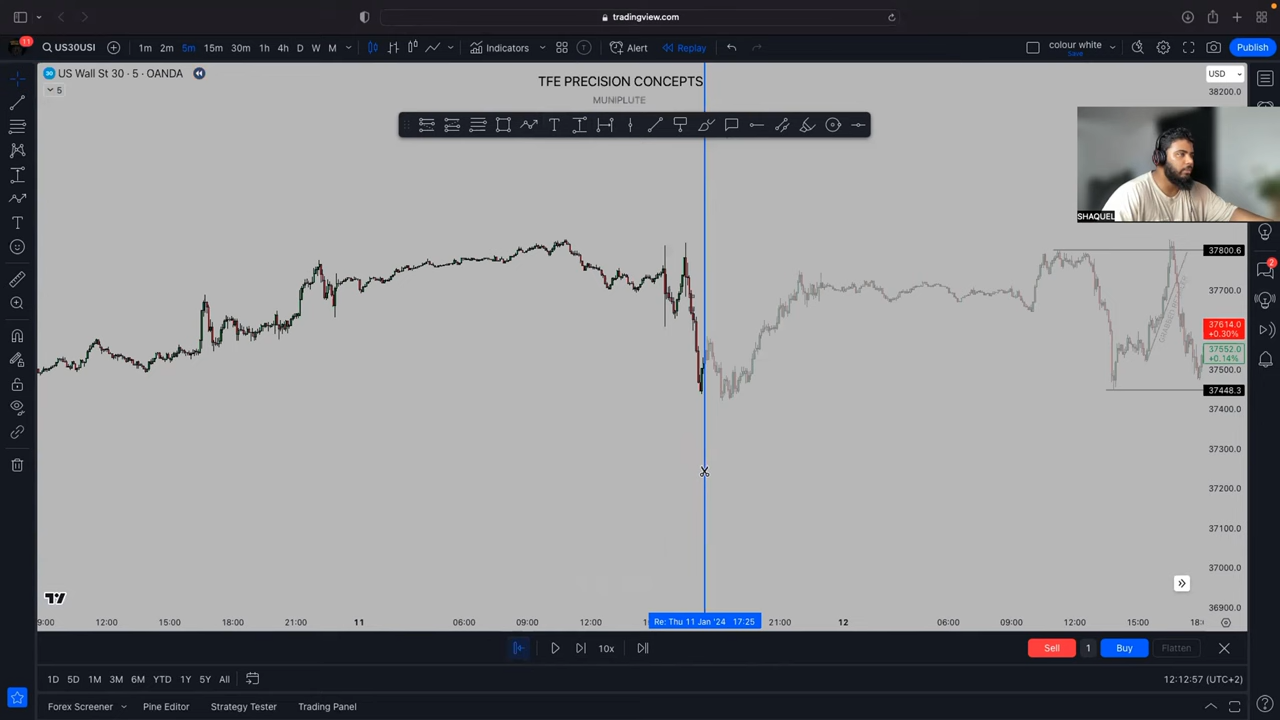 tradingview.com
11
US30USI
1m 2m 5m 15m 30m 1h 4h D W M
Indicators
Alert
Replay
colour white
Save
Publish
30 US Wall St 30 · 5 · OANDA
5
TFE PRECISION CONCEPTS
MUNIPLUTE
USD
38200.0
SHAQUEL
37800.6
2
37700.0
37614.0
+0.30%
37552.0
+0.14%
37500.0
37448.3
37400.0
37300.0
37200.0
37100.0
37000.0
36900.0
9:00 12:00 15:00 18:00 21:00 11 06:00 09:00 12:00 Re: Thu 11 Jan '24 17:25 21:00 12 06:00 09:00 12:00 15:00 18:
10x
Sell 1 Buy Flatten
1D 5D 1M 3M 6M YTD 1Y 5Y All
12:12:57 (UTC+2)
Forex Screener Pine Editor Strategy Tester Trading Panel